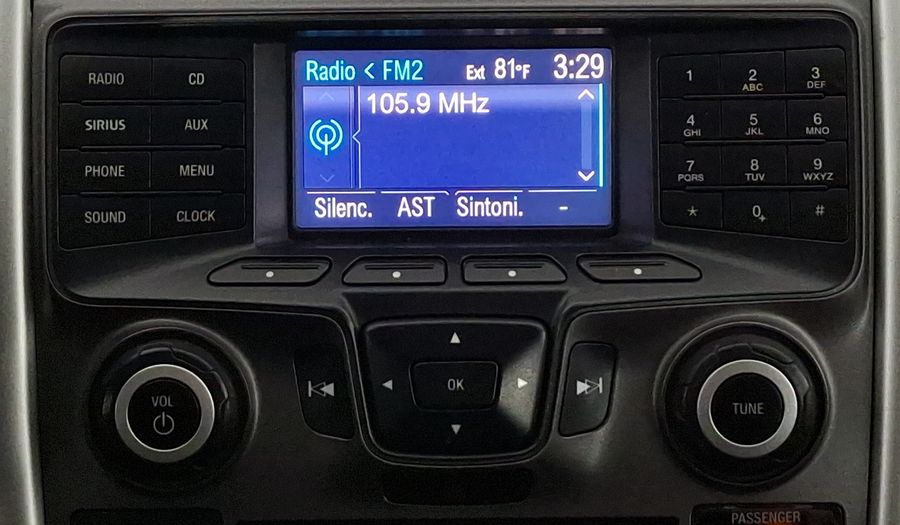 RADIO CD
SIRIUS AUX
PHONE MENU
SOUND CLOCK
Radio < FM2 Ext 81°F 3:29
105.9 MHz
Silenc. AST Sintoni. -
1 2 ABC 3 DEF
4 GHI 5 JKL 6 MNO
7 PQRS 8 TUV 9 WXYZ
* 0+ #
VOL
OK
TUNE
PASSENGER